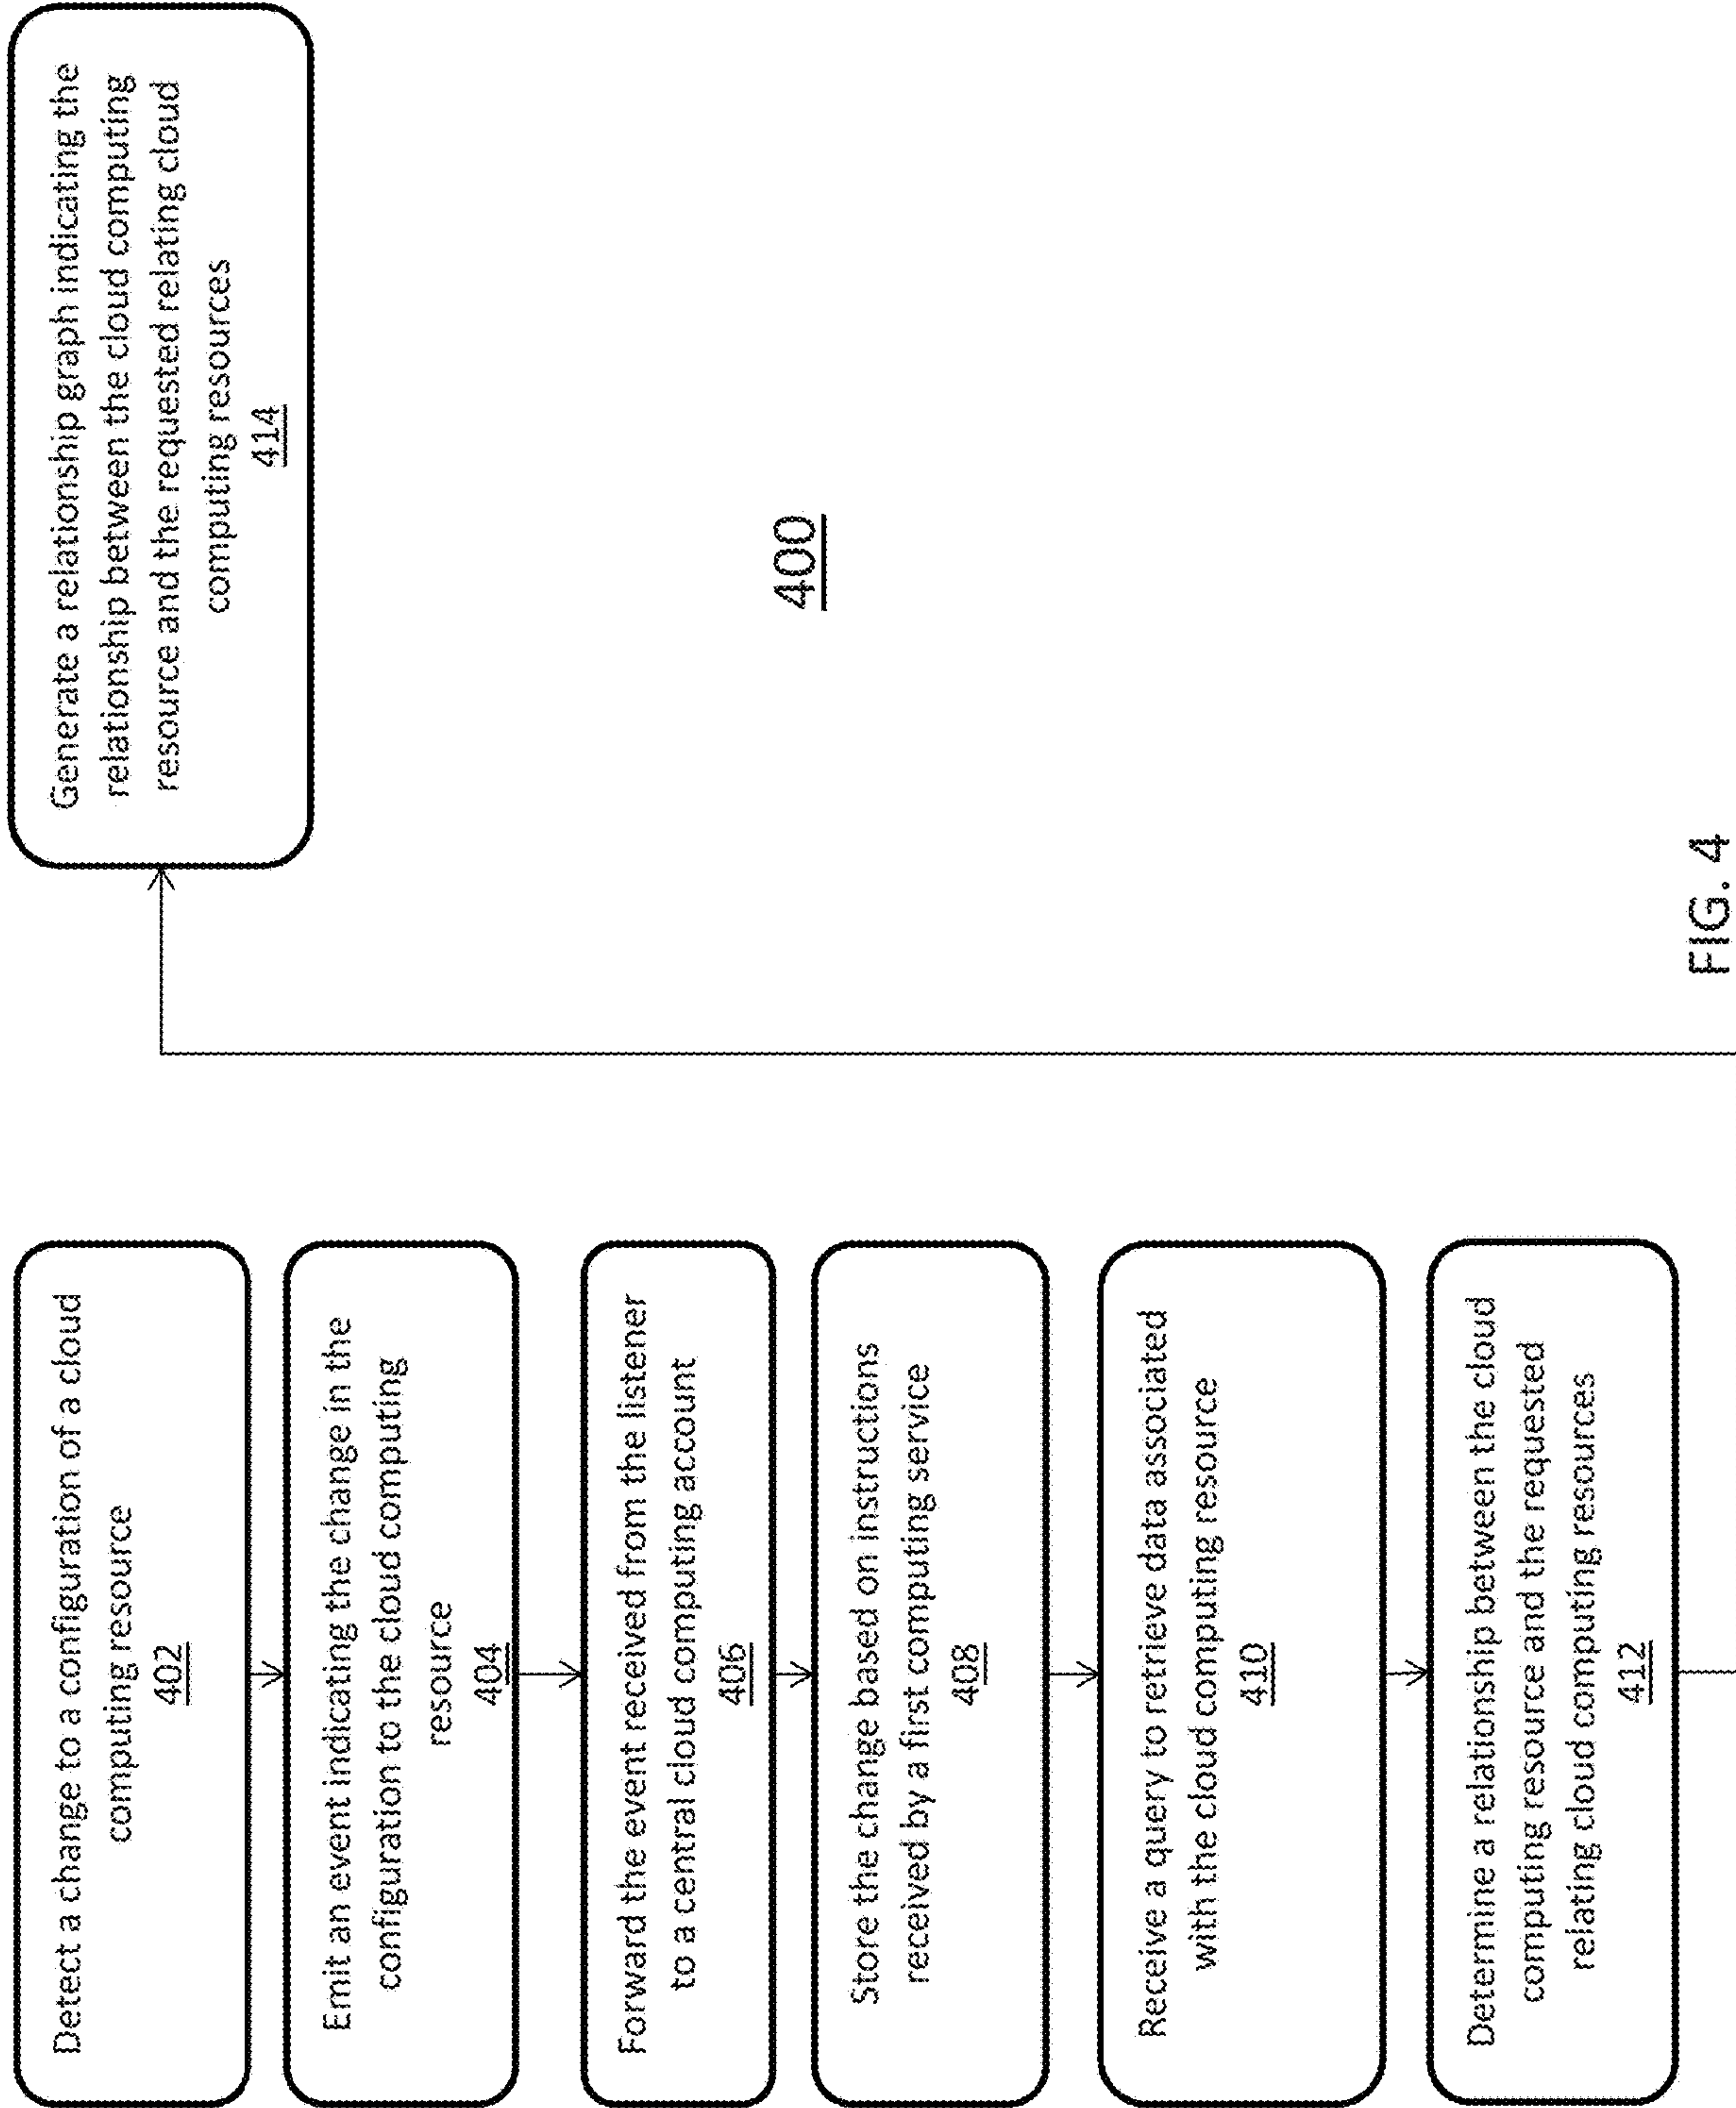 Detect a change to a configuration of a cloud
computing resource
402
Emit an event indicating the change in the
configuration to the cloud computing
resource
404
Forward the event received from the listener
to a central cloud computing account
406
Store the change based on instructions
received by a first computing service
408
Receive a query to retrieve data associated
with the cloud computing resource
410
Determine a relationship between the cloud
computing resource and the requested
relating cloud computing resources
412
Generate a relationship graph indicating the
relationship between the cloud computing
resource and the requested relating cloud
computing resources
414
400
FIG. 4